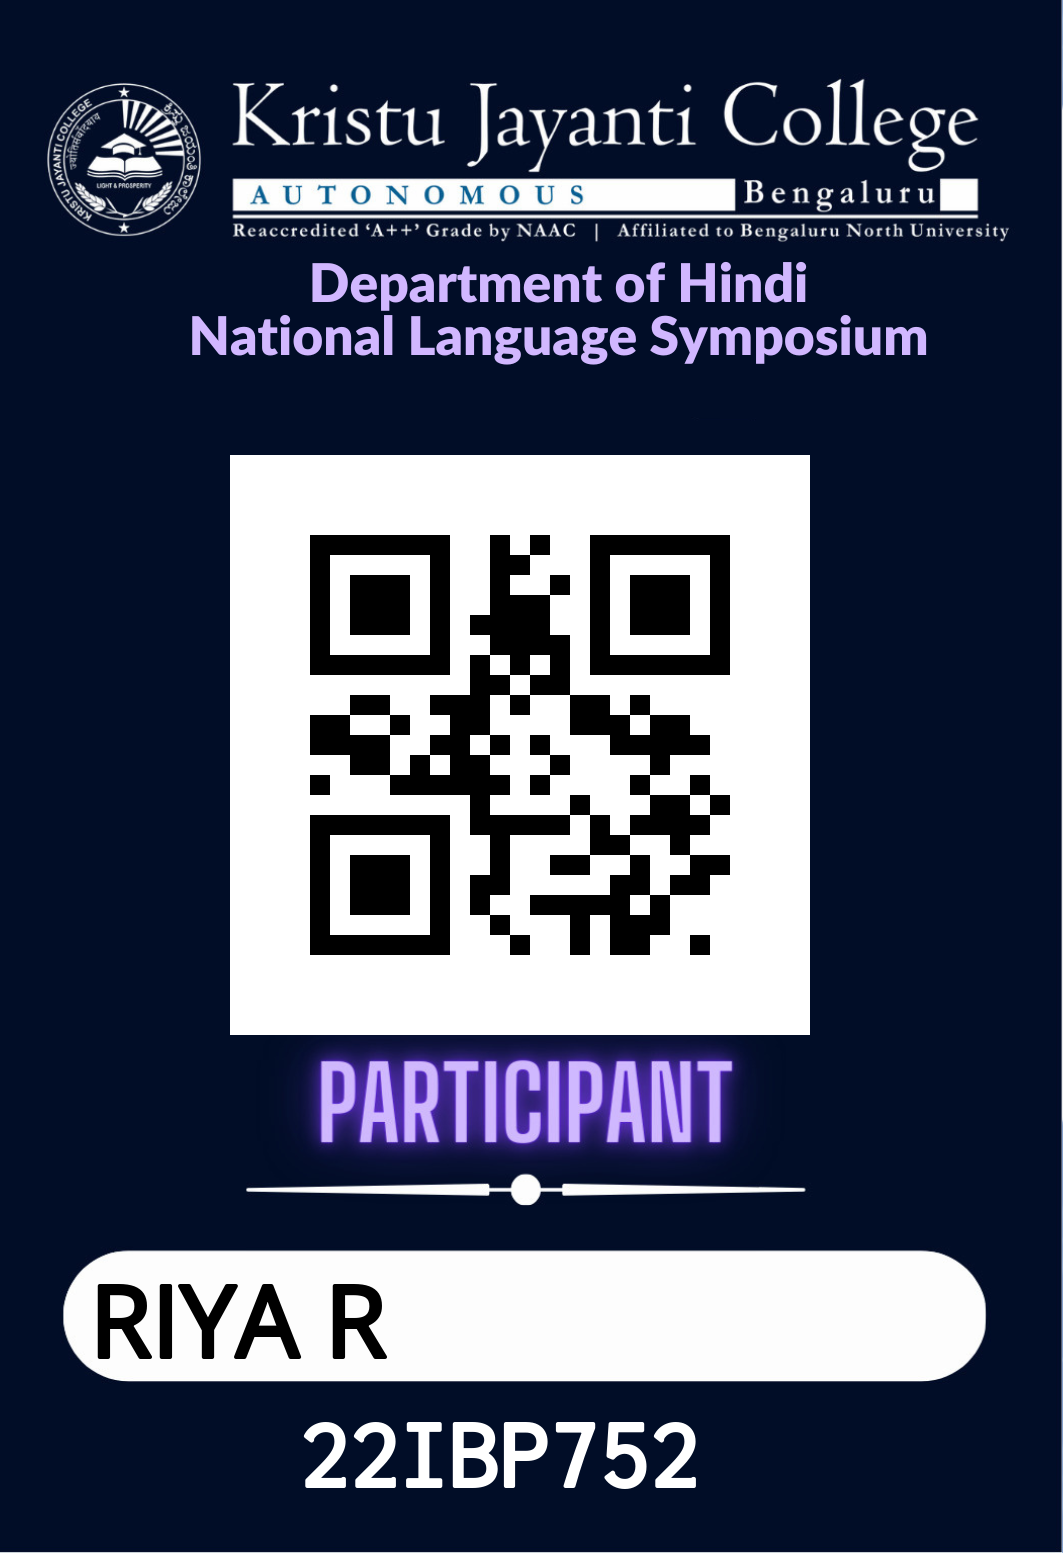 Kristu Jayanti College
AUTONOMOUS Bengaluru
Reaccredited ‘A++’ Grade by NAAC | Affiliated to Bengaluru North University
KRISTU JAYANTI COLLEGE
LIGHT & PROSPERITY
Department of Hindi
National Language Symposium
PARTICIPANT
RIYA R
22IBP752